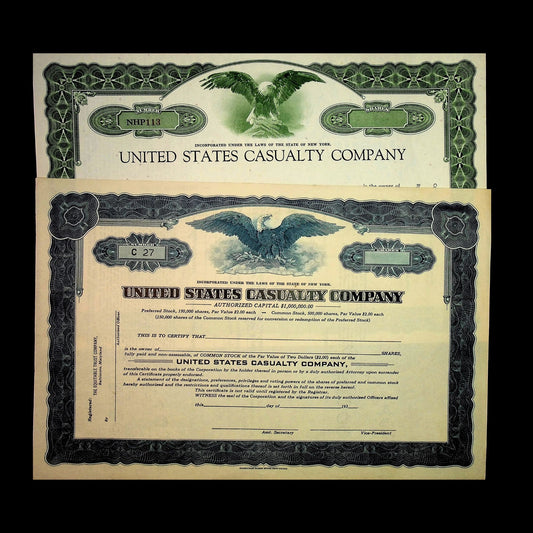 NUMBER
NHP113
SHARES
INCORPORATED UNDER THE LAWS OF THE STATE OF NEW YORK.
UNITED STATES CASUALTY COMPANY
is the owner of
NUMBER
C 27
SHARES
INCORPORATED UNDER THE LAWS OF THE STATE OF NEW YORK.
UNITED STATES CASUALTY COMPANY
AUTHORIZED CAPITAL $1,000,000.00
Preferred Stock, 150,000 shares, Par Value $2.00 each — Common Stock, 500,000 shares, Par Value $2.00 each
(150,000 shares of the Common Stock reserved for conversion or redemption of the Preferred Stock)
THIS IS TO CERTIFY THAT
is the owner of SHARES,
fully paid and non-assessable, of COMMON STOCK of the Par Value of Two Dollars ($2.00) each of the
UNITED STATES CASUALTY COMPANY,
transferable on the books of the Corporation by the holder thereof in person or by a duly authorized Attorney upon surrender
of this Certificate properly endorsed.
A statement of the designations, preferences, privileges and voting powers of the shares of preferred and common stock
hereby authorized and the restrictions and qualifications thereof is set forth in full on the reverse hereof.
This certificate is not valid until registered by the Registrar.
WITNESS the seal of the Corporation and the signatures of its duly authorized Officers affixed
this day of 193
Asst. Secretary
Vice-President
Registered:
THE EQUITABLE TRUST COMPANY,
Baltimore, Maryland
By
Authorized Officer.